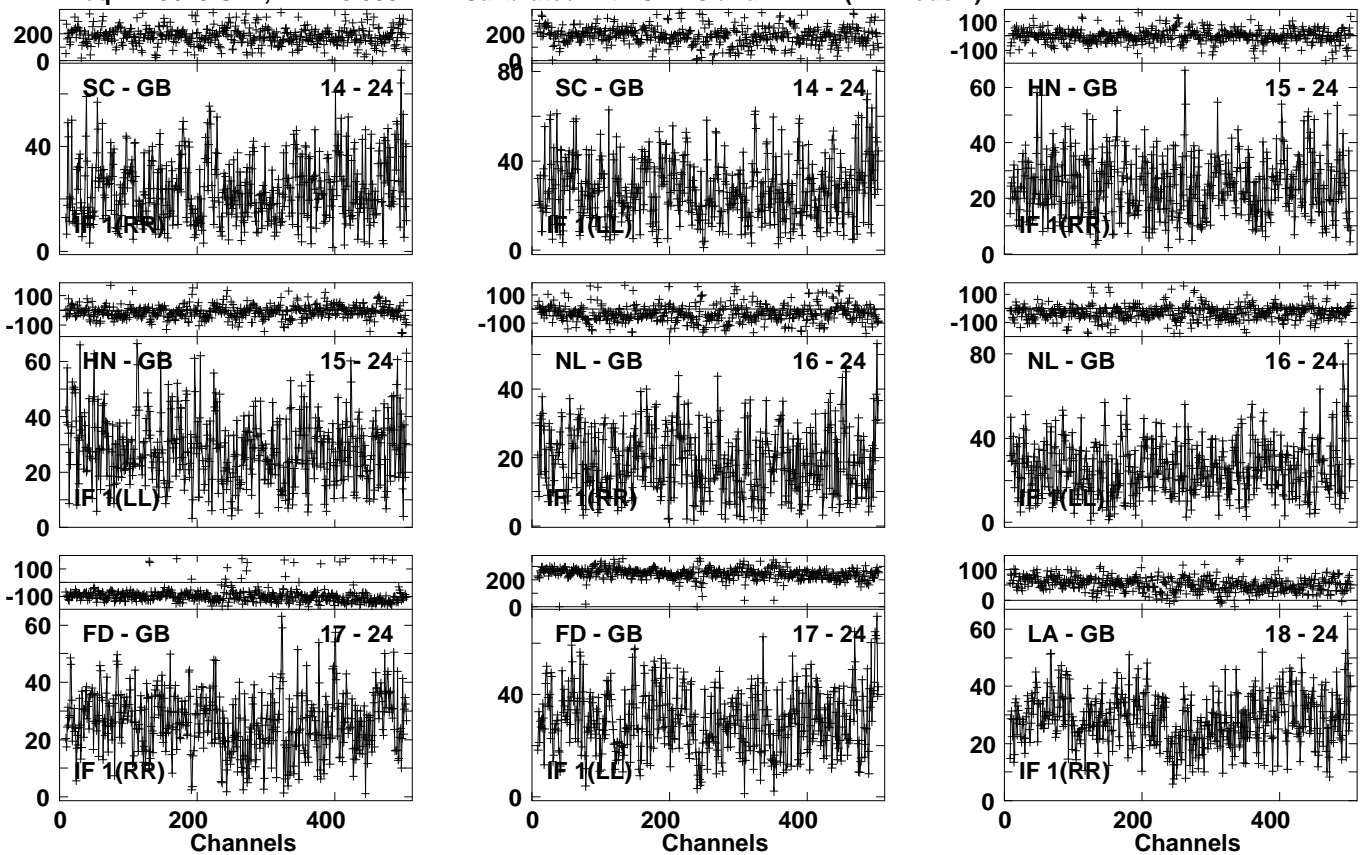 200
0
SC - GB 14 - 24
40
0
IF 1(RR)
200
0
80
SC - GB 14 - 24
40
0
IF 1(LL)
100
-100
60
HN - GB 15 - 24
40
20
0
IF 1(RR)
100
-100
60
HN - GB 15 - 24
40
20
0
IF 1(LL)
100
-100
NL - GB 16 - 24
40
20
0
IF 1(RR)
100
-100
80
NL - GB 16 - 24
40
0
IF 1(LL)
100
-100
60
FD - GB 17 - 24
40
20
0
IF 1(RR)
0 200 400
Channels
200
0
FD - GB 17 - 24
40
0
IF 1(LL)
0 200 400
Channels
100
0
60
LA - GB 18 - 24
40
20
0
IF 1(RR)
0 200 400
Channels